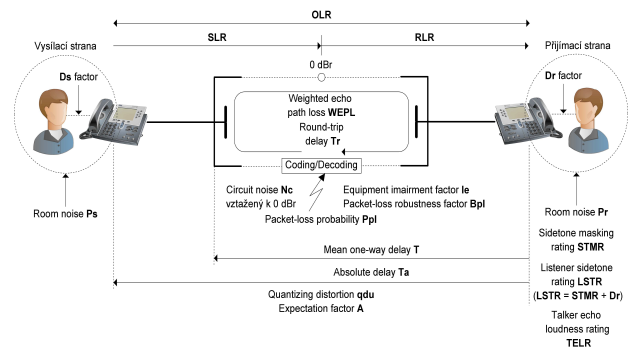 OLR
Vysílací strana
SLR
RLR
Přijímací strana
0 dBr
Ds factor
Dr factor
Weighted echo
path loss WEPL
Round-trip
delay Tr
Coding/Decoding
Circuit noise Nc
vztažený k 0 dBr
Equipment imairment factor Ie
Packet-loss robustness factor Bpl
Packet-loss probability Ppl
Room noise Ps
Room noise Pr
Sidetone masking
rating STMR
Mean one-way delay T
Listener sidetone
rating LSTR
(LSTR = STMR + Dr)
Absolute delay Ta
Quantizing distortion qdu
Expectation factor A
Talker echo
loudness rating
TELR